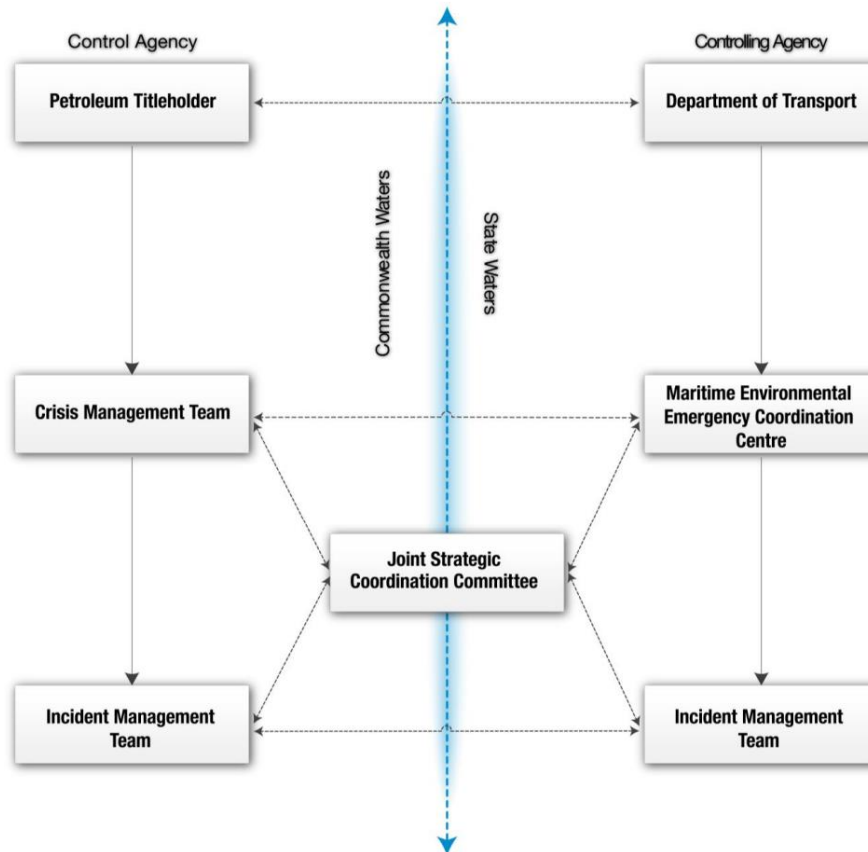 Control Agency
Controlling Agency
Petroleum Titleholder
Department of Transport
Commonwealth Waters
State Waters
Crisis Management Team
Maritime Environmental
Emergency Coordination
Centre
Joint Strategic
Coordination Committee
Incident Management
Team
Incident Management
Team